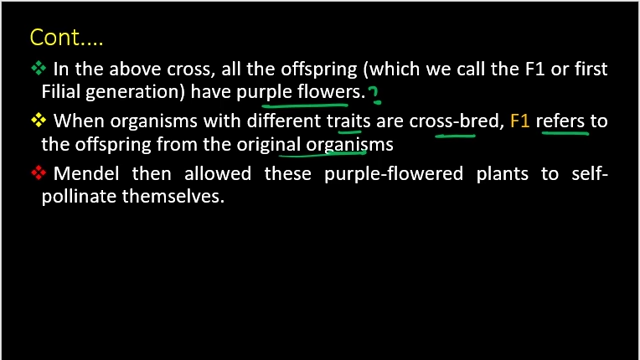 Cont....
In the above cross, all the offspring (which we call the F1 or first
Filial generation) have purple flowers. ?
When organisms with different traits are cross-bred, F1 refers to
the offspring from the original organisms
Mendel then allowed these purple-flowered plants to self-
pollinate themselves.